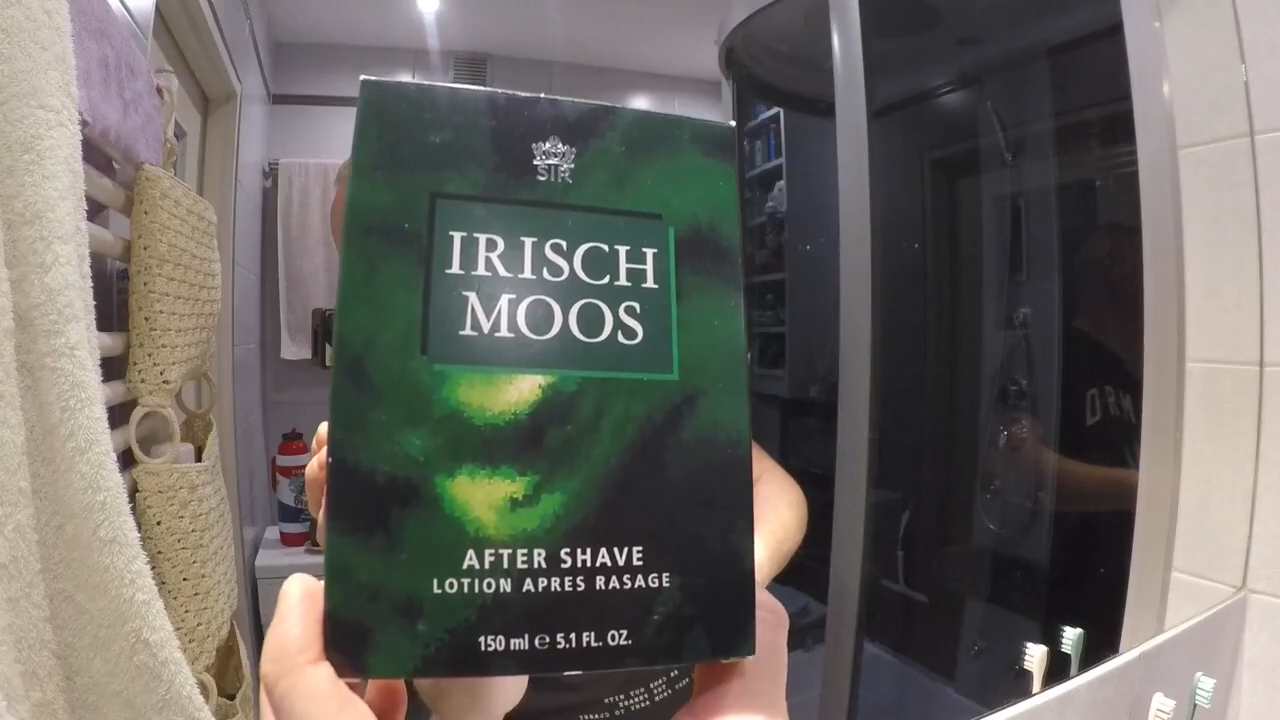 SIR
IRISCH
MOOS
AFTER SHAVE
LOTION APRES RASAGE
150 ml ℮ 5.1 FL. OZ.